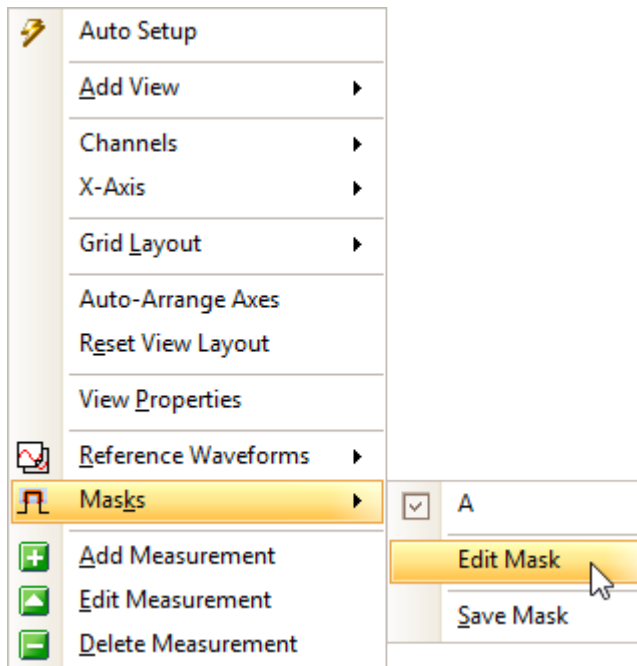 Auto Setup
Add View
Channels
X-Axis
Grid Layout
Auto-Arrange Axes
Reset View Layout
View Properties
Reference Waveforms
Masks
A
Add Measurement
Edit Mask
Edit Measurement
Save Mask
Delete Measurement